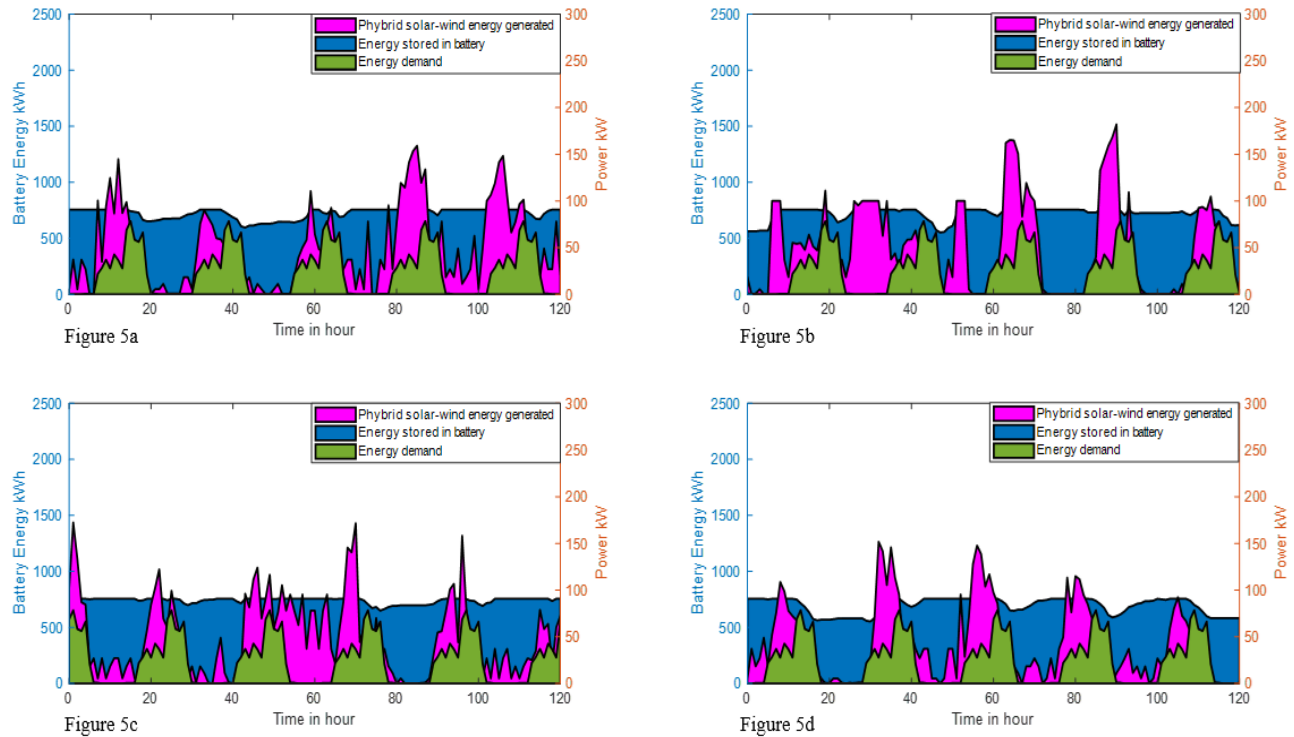 2500
2000
1500
1000
500
0
Battery Energy kWh
300
250
200
150
100
50
0
Power kW
Phybrid solar-wind energy generated
Energy stored in battery
Energy demand
0 20 40 60 80 100 120
Time in hour
Figure 5a
2500
2000
1500
1000
500
0
Battery Energy kWh
300
250
200
150
100
50
0
Power kW
Phybrid solar-wind energy generated
Energy stored in battery
Energy demand
0 20 40 60 80 100 120
Time in hour
Figure 5b
2500
2000
1500
1000
500
0
Battery Energy kWh
300
250
200
150
100
50
0
Power kW
Phybrid solar-wind energy generated
Energy stored in battery
Energy demand
0 20 40 60 80 100 120
Time in hour
Figure 5c
2500
2000
1500
1000
500
0
Battery Energy kWh
300
250
200
150
100
50
0
Power kW
Phybrid solar-wind energy generated
Energy stored in battery
Energy demand
0 20 40 60 80 100 120
Time in hour
Figure 5d